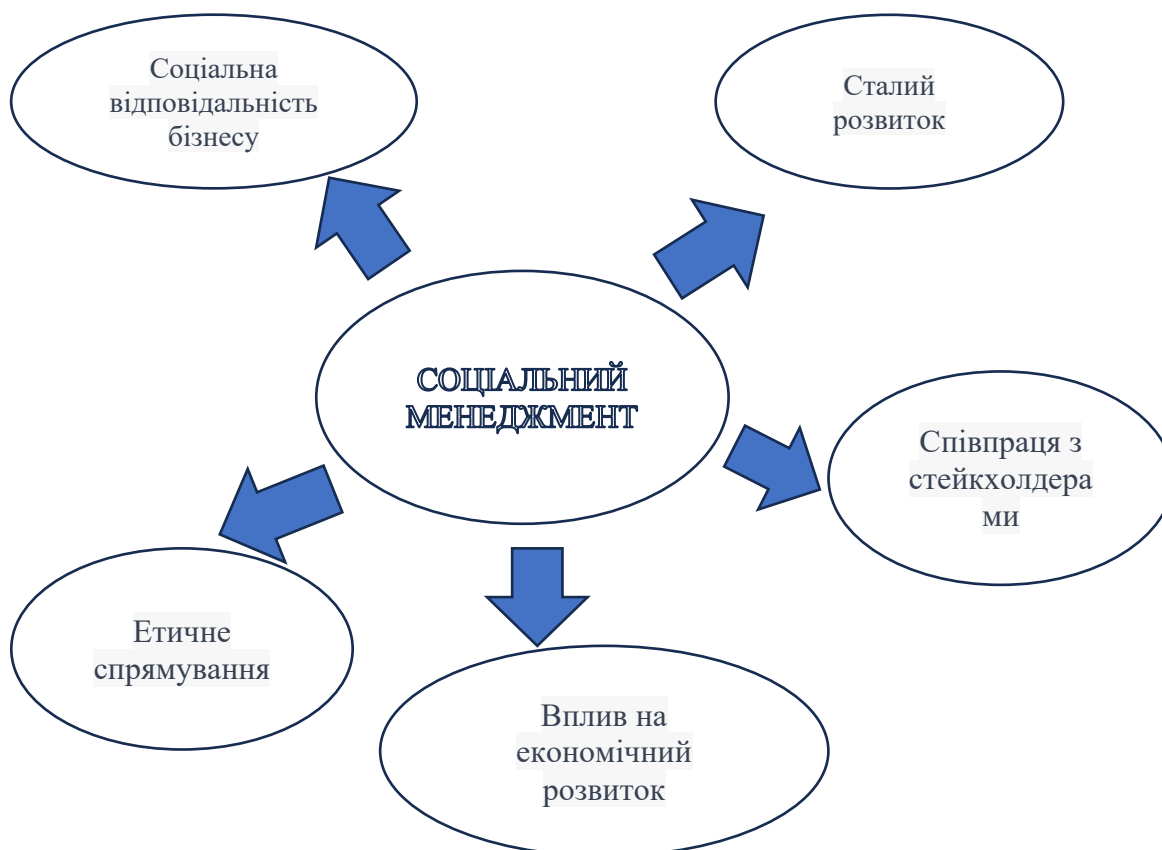 Соціальна
відповідальність
бізнесу
Сталий
розвиток
СОЦІАЛЬНИЙ
МЕНЕДЖМЕНТ
Співпраця з
стейкхолдера
ми
Етичне
спрямування
Вплив на
економічний
розвиток